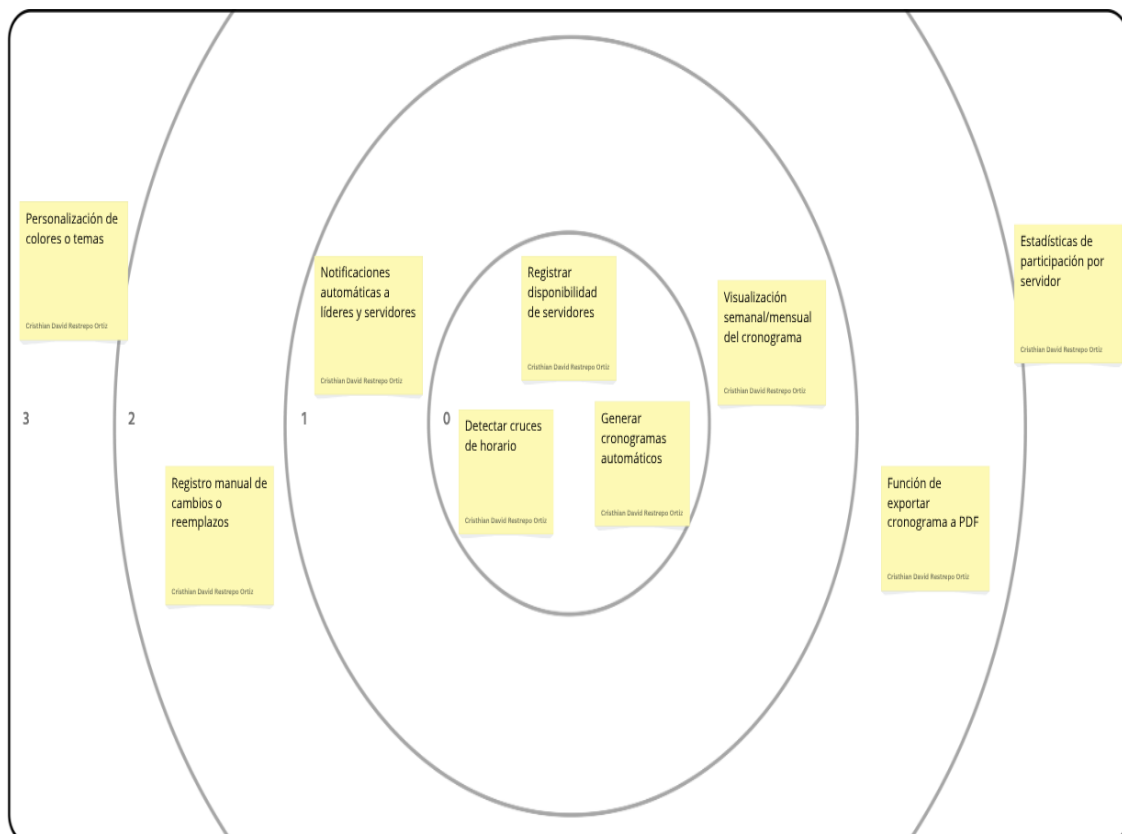 Personalización de
colores o temas
Cristhian David Restrepo Ortiz
Notificaciones
automáticas a
líderes y servidores
Cristhian David Restrepo Ortiz
Registrar
disponibilidad
de servidores
Cristhian David Restrepo Ortiz
Visualización
semanal/mensual
del cronograma
Cristhian David Restrepo Ortiz
Estadísticas de
participación por
servidor
Cristhian David Restrepo Ortiz
3
2
1
0
Detectar cruces
de horario
Cristhian David Restrepo Ortiz
Generar
cronogramas
automáticos
Cristhian David Restrepo Ortiz
Registro manual de
cambios o
reemplazos
Cristhian David Restrepo Ortiz
Función de
exportar
cronograma a PDF
Cristhian David Restrepo Ortiz